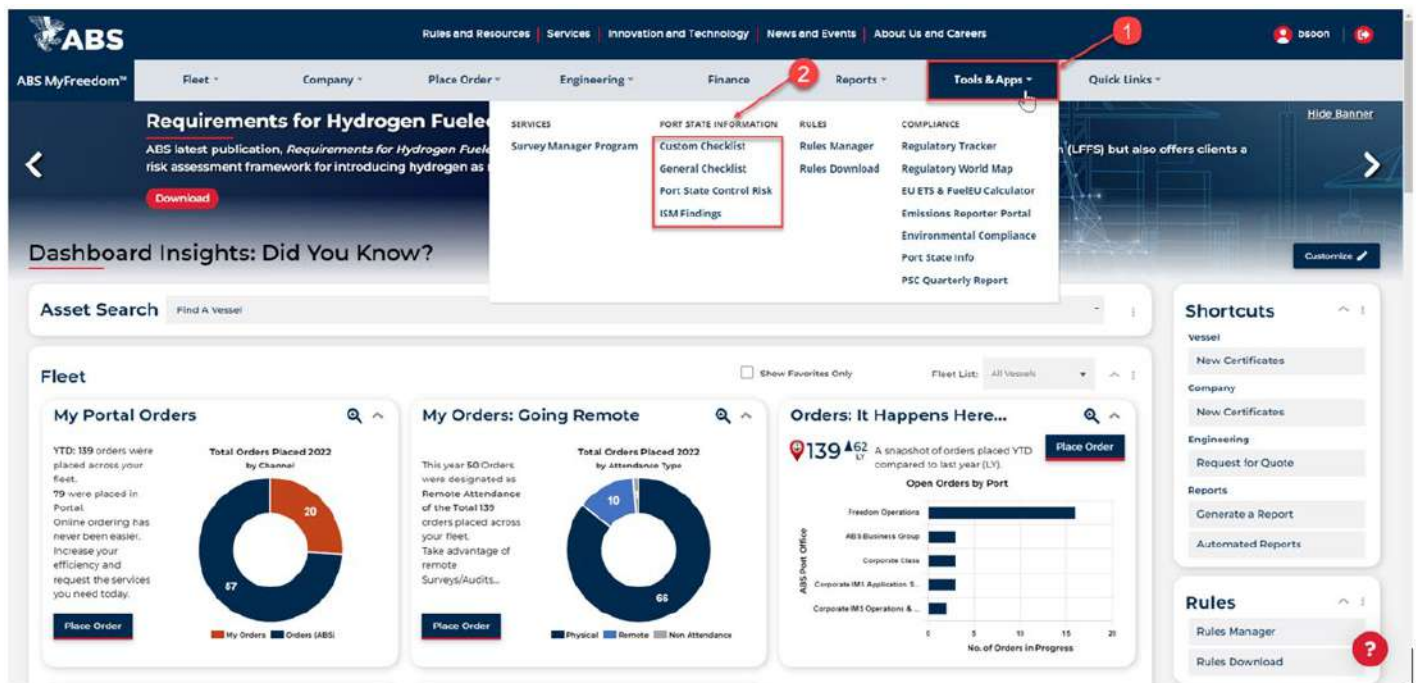 ABS
Rules and Resources | Services | Innovation and Technology | News and Events | About Us and Careers
1
bsoon
ABS MyFreedom™
Fleet
Company
Place Order
Engineering
Finance
2
Reports
Tools & Apps
Quick Links
Requirements for Hydrogen Fuele
Hide Banner
ABS latest publication, Requirements for Hydrogen Fuele
(LFFS) but also offers clients a
risk assessment framework for introducing hydrogen as
Download
SERVICES
Survey Manager Program
PORT STATE INFORMATION
Custom Checklist
General Checklist
Port State Control Risk
ISM Findings
RULES
Rules Manager
Rules Download
COMPLIANCE
Regulatory Tracker
Regulatory World Map
EU ETS & FuelEU Calculator
Emissions Reporter Portal
Environmental Compliance
Port State Info
PSC Quarterly Report
Dashboard Insights: Did You Know?
Customize
Asset Search
Find A Vessel
Fleet
Show Favorites Only
Fleet List:
All Vessels
My Portal Orders
YTD: 139 orders were
placed across your
fleet.
79 were placed in
Portal.
Online ordering has
never been easier.
Increase your
efficiency and
request the services
you need today.
Place Order
Total Orders Placed 2022
by Channel
20
57
My Orders
Orders (ABS)
My Orders: Going Remote
This year 50 Orders
were designated as
Remote Attendance
of the Total 139
orders placed across
your fleet.
Take advantage of
remote
Surveys/Audits...
Place Order
Total Orders Placed 2022
by Attendance Type
10
66
Physical
Remote
Non Attendance
Orders: It Happens Here...
139
62
LY
A snapshot of orders placed YTD
compared to last year (LY).
Place Order
Open Orders by Port
ABS Port Office
Freedom Operations
ABS Business Group
Corporate Class
Corporate IMS Application S...
Corporate IMS Operations & ...
0 5 10 15 20
No. of Orders in Progress
Shortcuts
Vessel
New Certificates
Company
New Certificates
Engineering
Request for Quote
Reports
Generate a Report
Automated Reports
Rules
Rules Manager
Rules Download
?